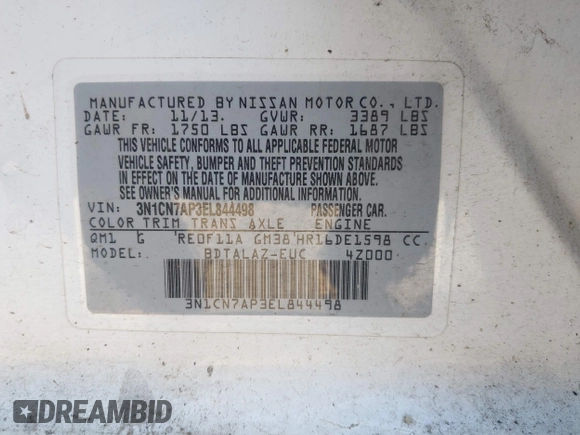 MANUFACTURED BY NISSAN MOTOR CO., LTD.
DATE: 11/13. GVWR: 3389 LBS
GAWR FR: 1750 LBS GAWR RR: 1687 LBS
THIS VEHICLE CONFORMS TO ALL APPLICABLE FEDERAL MOTOR
VEHICLE SAFETY, BUMPER AND THEFT PREVENTION STANDARDS
IN EFFECT ON THE DATE OF MANUFACTURE SHOWN ABOVE.
SEE OWNER'S MANUAL FOR ADDITIONAL INFORMATION.
VIN: 3N1CN7AP3EL844498 PASSENGER CAR.
COLOR TRIM TRANS AXLE ENGINE
QM1 G RE0F11A GM38 HR16DE1598 CC
MODEL: BDTALAZ-EUC 4Z000
3N1CN7AP3EL844498
DREAMBID